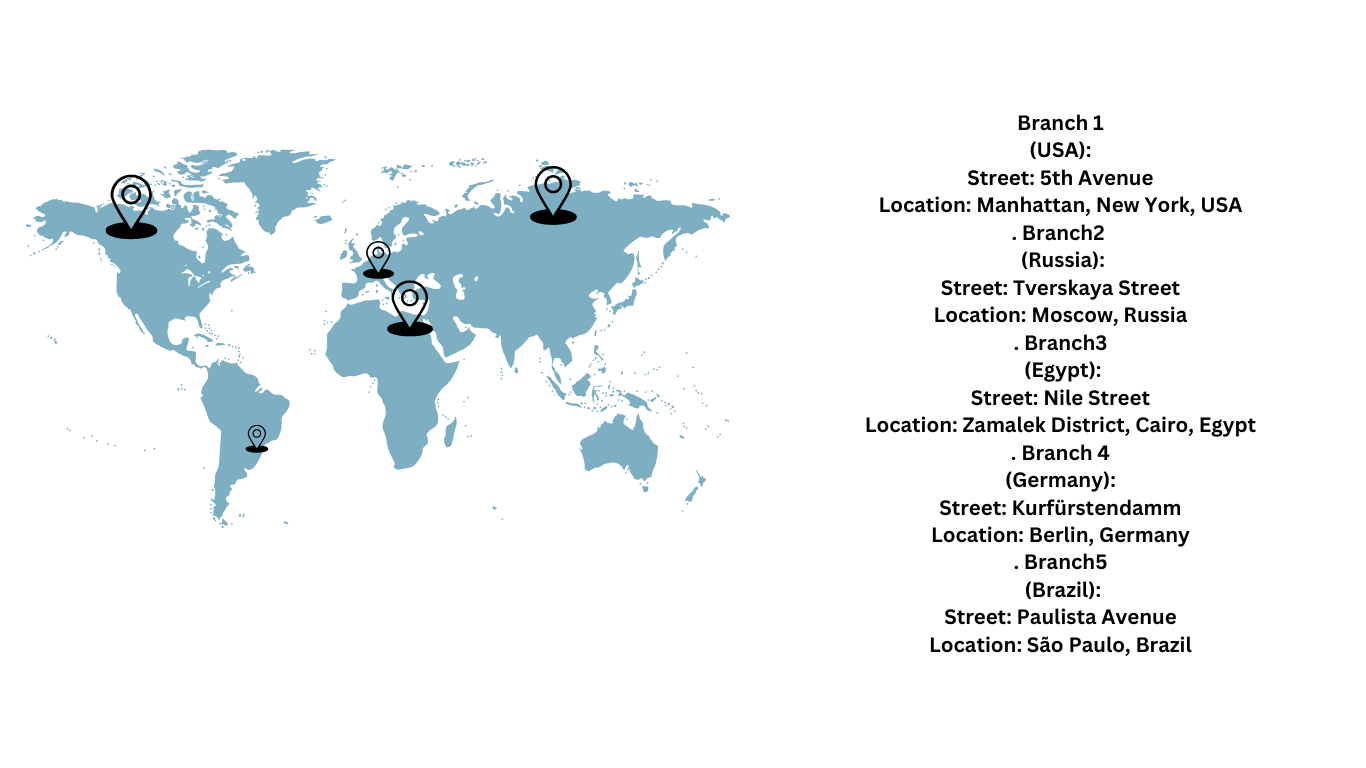 Branch 1
(USA):
Street: 5th Avenue
Location: Manhattan, New York, USA
. Branch2
(Russia):
Street: Tverskaya Street
Location: Moscow, Russia
. Branch3
(Egypt):
Street: Nile Street
Location: Zamalek District, Cairo, Egypt
. Branch 4
(Germany):
Street: Kurfürstendamm
Location: Berlin, Germany
. Branch5
(Brazil):
Street: Paulista Avenue
Location: São Paulo, Brazil